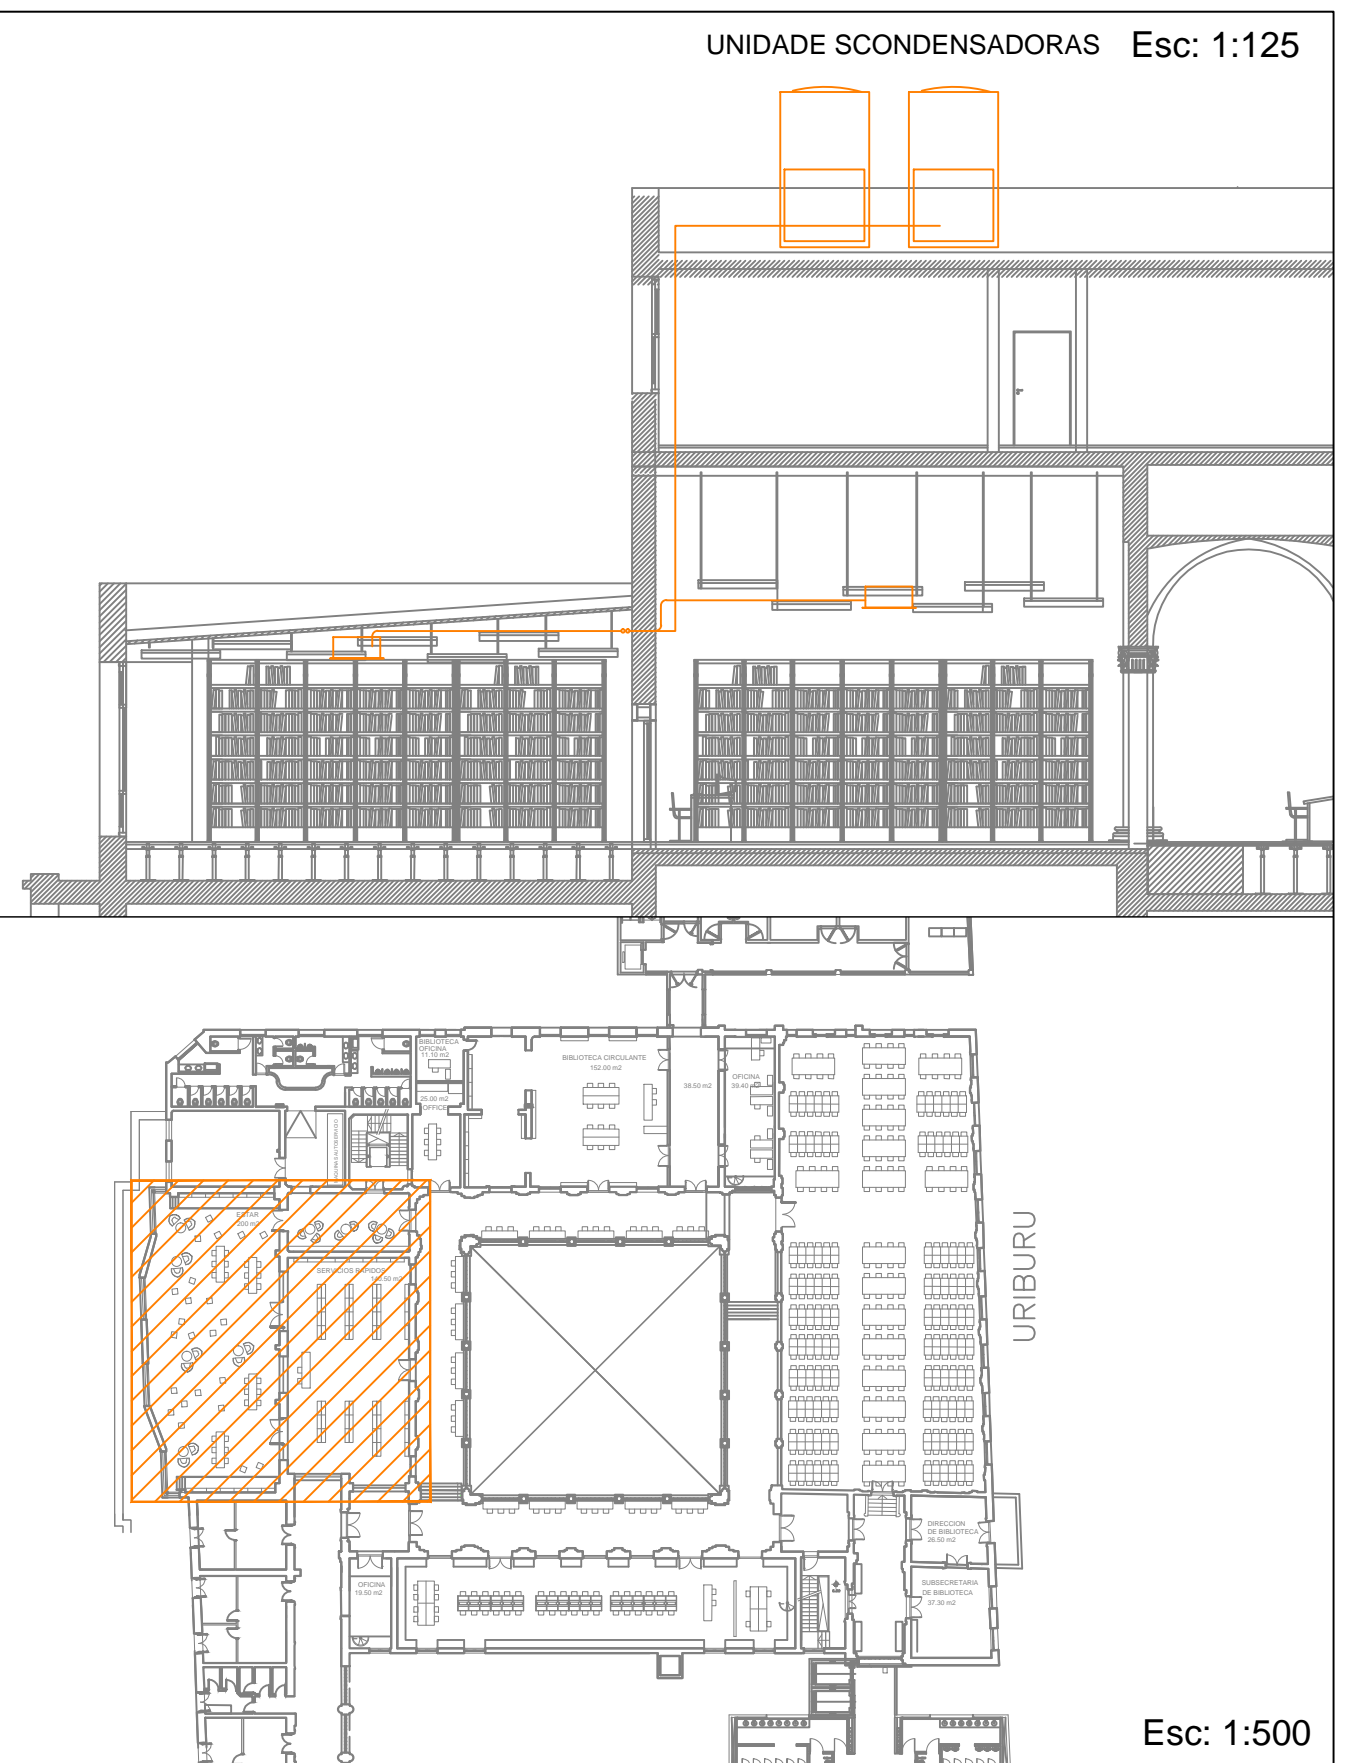 UNIDADE SCONDENSADORAS Esc: 1:125
BIBLIOTECA
OFICINA
11.10 m2
BIBLIOTECA CIRCULANTE
152.00 m2
OFICINA
39.40
38.50 m2
25.00 m2
OFFICE
ESTAR
200 m2
SERVICIOS RAPIDOS
URIBURU
DIRECCION
DE BIBLIOTECA
26.50 m2
OFICINA
19.50 m2
SUBSECRETARIA
DE BIBLIOTECA
37.30 m2
Esc: 1:500